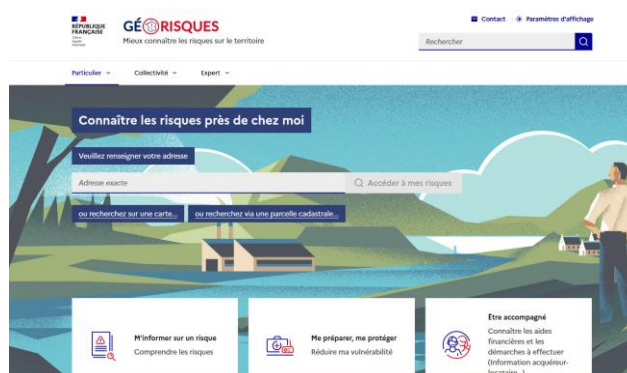 RÉPUBLIQUE
FRANÇAISE
GÉORISQUES
Mieux connaître les risques sur le territoire
Contact
Paramètres d'affichage
Rechercher
Particulier
Collectivité
Expert
Connaître les risques près de chez moi
Veuillez renseigner votre adresse
Adresse exacte
Accéder à mes risques
ou recherchez sur une carte...
ou recherchez via une parcelle cadastrale...
M'informer sur un risque
Comprendre les risques
Me préparer, me protéger
Réduire ma vulnérabilité
Être accompagné
Connaître les aides
financières et les
démarches à effectuer
(Information acquéreur-
locataire...)